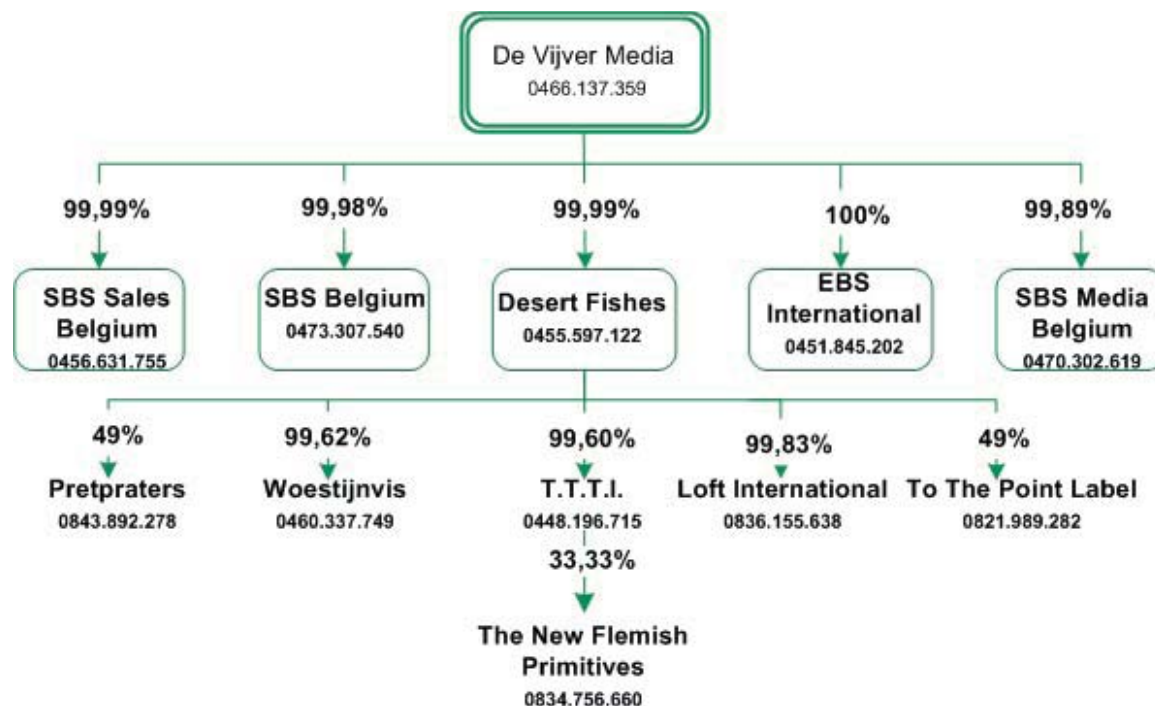 De Vijver Media
0466.137.359
99,99%
99,98%
99,99%
100%
99,89%
SBS Sales
Belgium
0456.631.755
SBS Belgium
0473.307.540
Desert Fishes
0455.597.122
EBS
International
0451.845.202
SBS Media
Belgium
0470.302.619
49%
99,62%
99,60%
99,83%
49%
Pretpraters
0843.892.278
Woestijnvis
0460.337.749
T.T.T.I.
0448.196.715
Loft International
0836.155.638
To The Point Label
0821.989.282
33,33%
The New Flemish
Primitives
0834.756.660